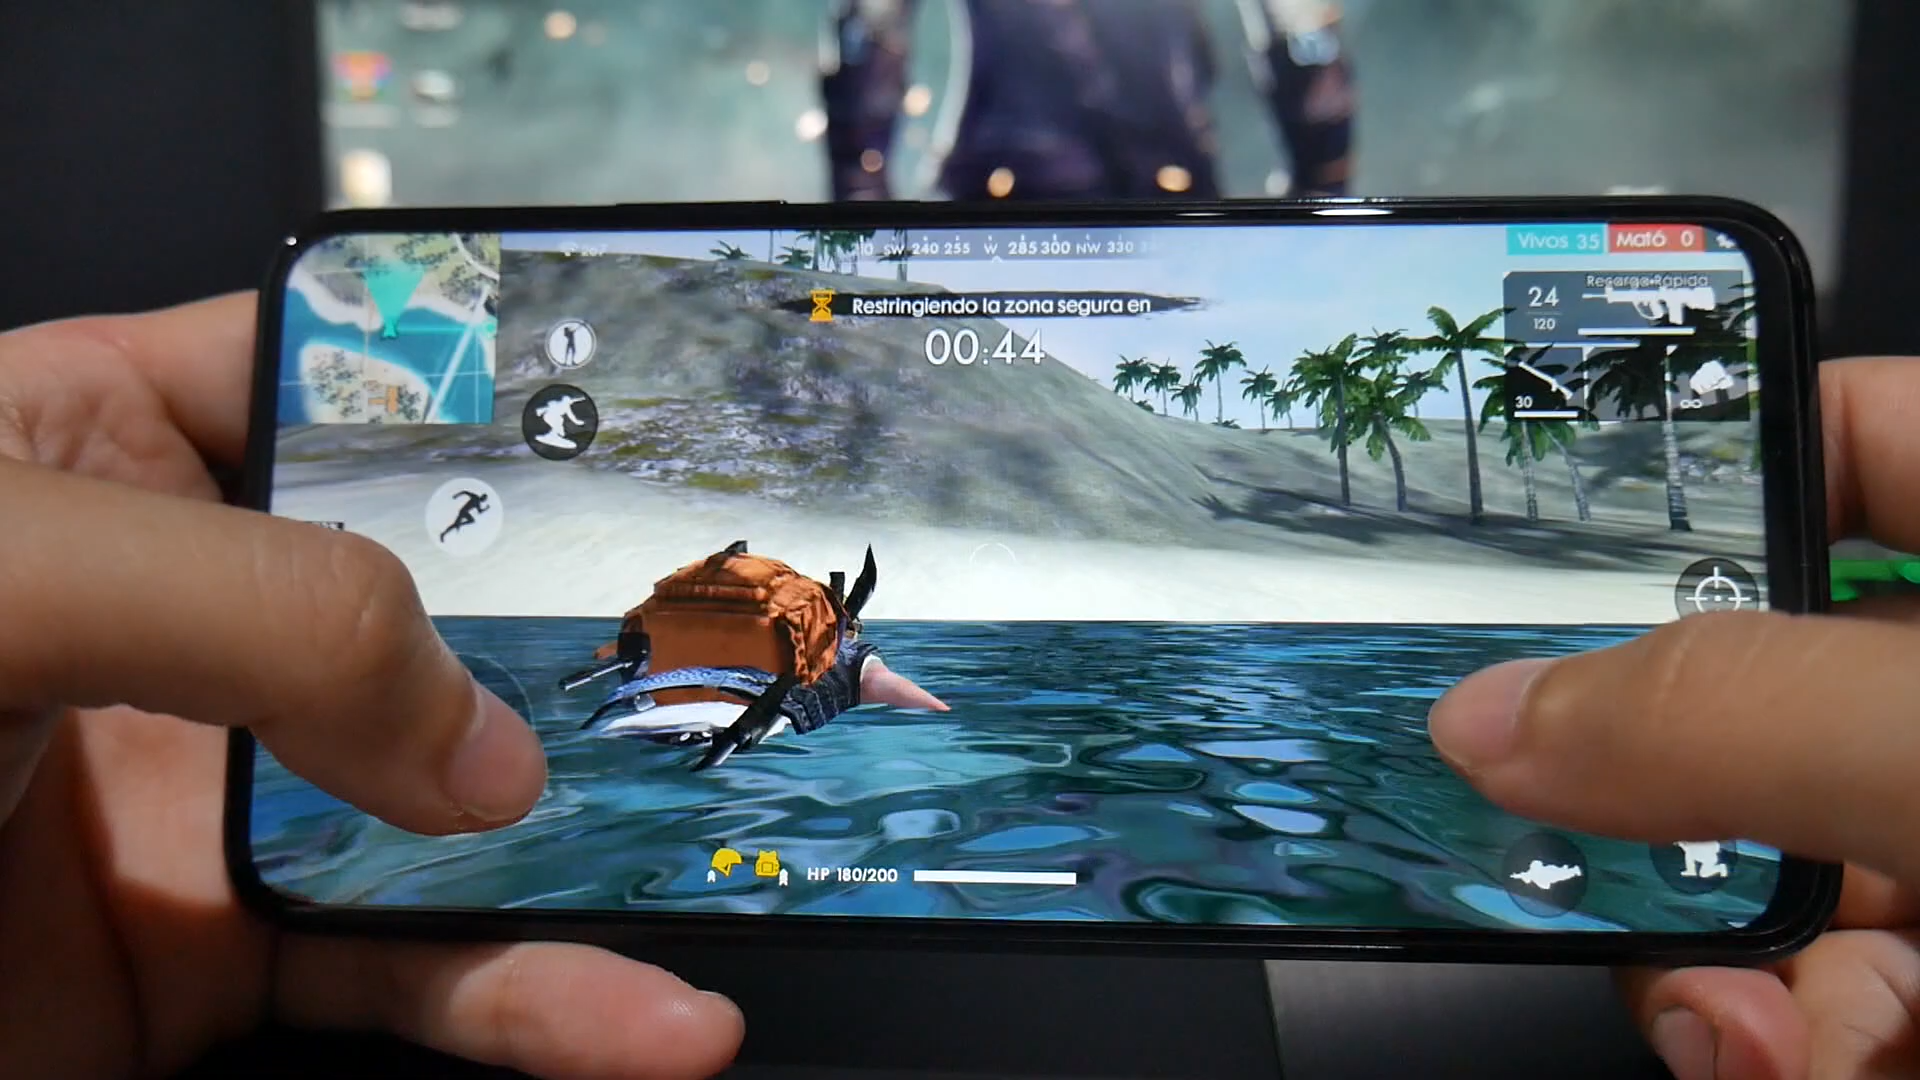 SW 240 255 W 285 300 NW 330
Vivos 35 Mató 0
Restringiendo la zona segura en
00:44
Recarga Rápida
24
120
30
∞
HP 180/200